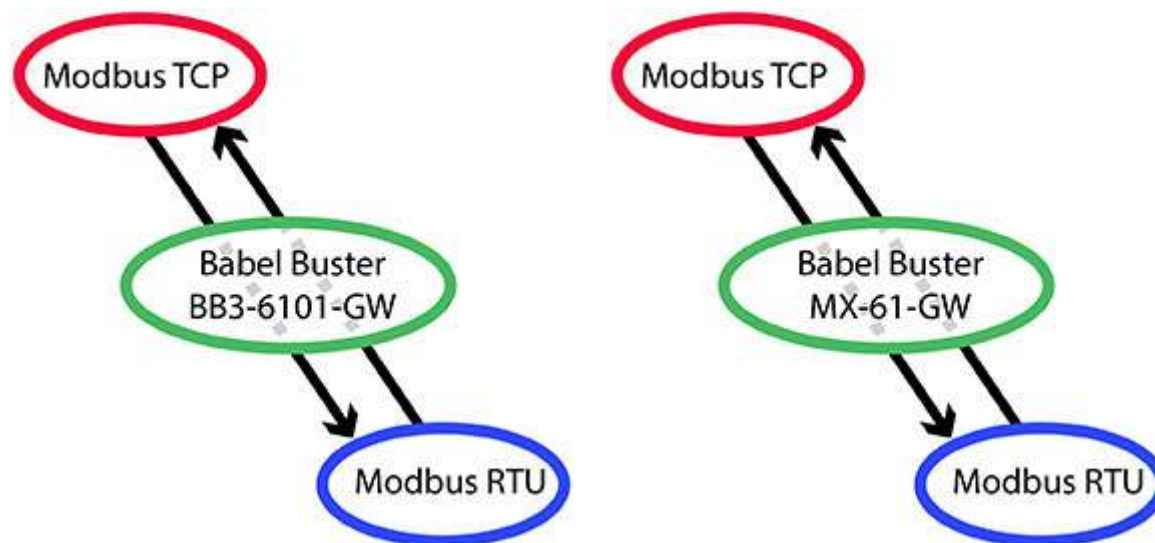 Modbus TCP
Babel Buster
BB3-6101-GW
Modbus RTU
Modbus TCP
Babel Buster
MX-61-GW
Modbus RTU